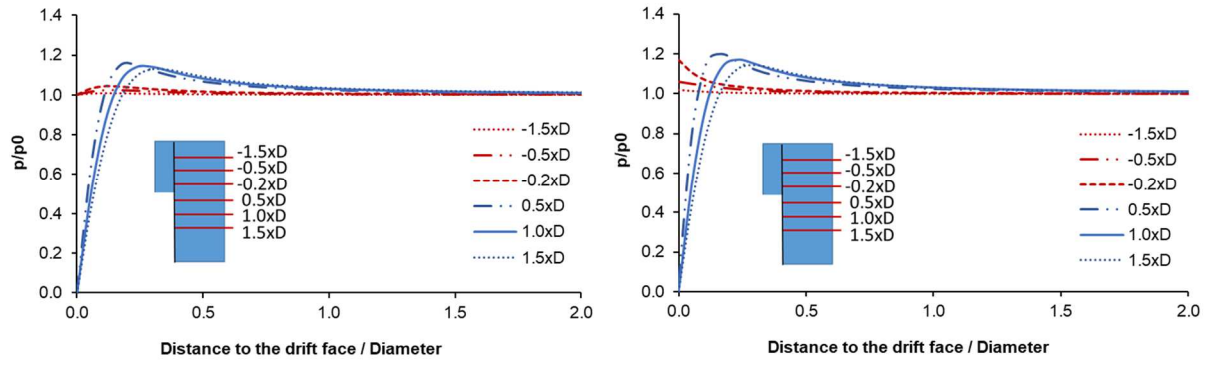 1.4
1.2
1.0
0.8
0.6
0.4
0.2
0.0
p/p0
0.0
0.5
1.0
1.5
2.0
Distance to the drift face / Diameter
-1.5xD
-0.5xD
-0.2xD
0.5xD
1.0xD
1.5xD
-1.5xD
-0.5xD
-0.2xD
0.5xD
1.0xD
1.5xD
1.4
1.2
1.0
0.8
0.6
0.4
0.2
0.0
p/p0
0.0
0.5
1.0
1.5
2.0
Distance to the drift face / Diameter
-1.5xD
-0.5xD
-0.2xD
0.5xD
1.0xD
1.5xD
-1.5xD
-0.5xD
-0.2xD
0.5xD
1.0xD
1.5xD